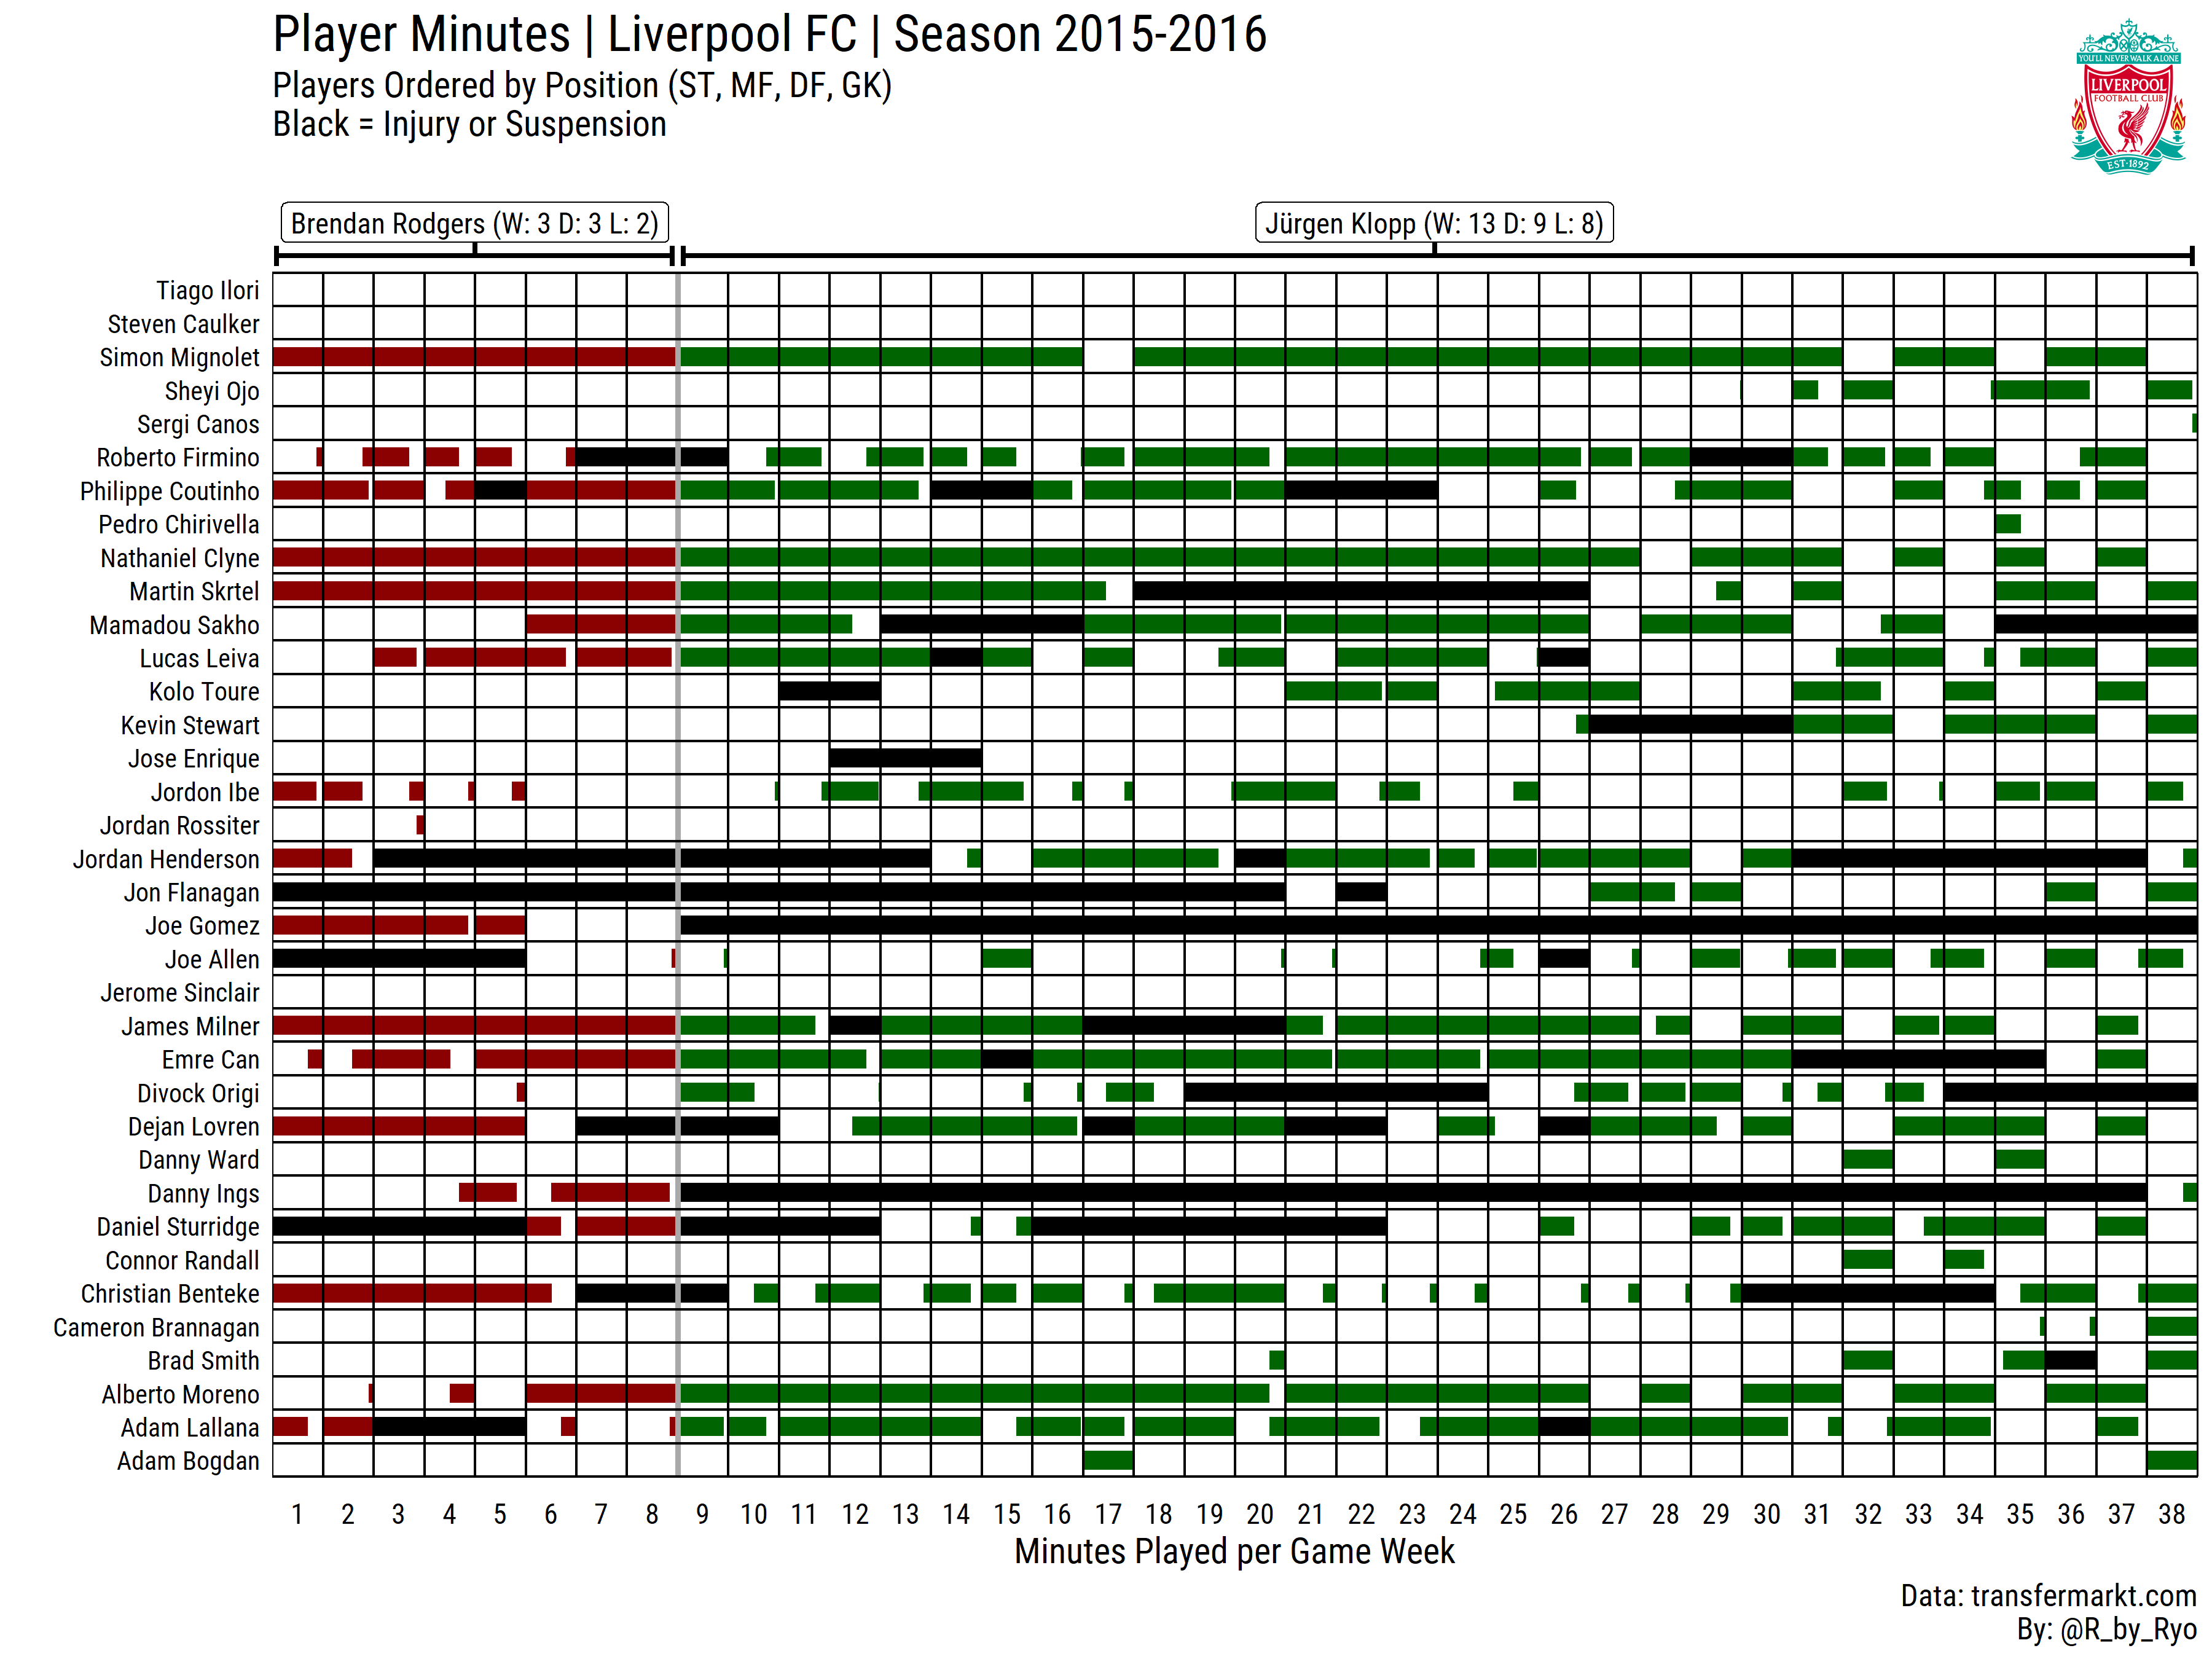 Player Minutes | Liverpool FC | Season 2015-2016
Players Ordered by Position (ST, MF, DF, GK)
Black = Injury or Suspension
YOU'LL NEVER WALK ALONE
LIVERPOOL
FOOTBALL CLUB
EST·1892
Brendan Rodgers (W: 3 D: 3 L: 2)
Jürgen Klopp (W: 13 D: 9 L: 8)
Tiago Ilori
Steven Caulker
Simon Mignolet
Sheyi Ojo
Sergi Canos
Roberto Firmino
Philippe Coutinho
Pedro Chirivella
Nathaniel Clyne
Martin Skrtel
Mamadou Sakho
Lucas Leiva
Kolo Toure
Kevin Stewart
Jose Enrique
Jordon Ibe
Jordan Rossiter
Jordan Henderson
Jon Flanagan
Joe Gomez
Joe Allen
Jerome Sinclair
James Milner
Emre Can
Divock Origi
Dejan Lovren
Danny Ward
Danny Ings
Daniel Sturridge
Connor Randall
Christian Benteke
Cameron Brannagan
Brad Smith
Alberto Moreno
Adam Lallana
Adam Bogdan
1 2 3 4 5 6 7 8 9 10 11 12 13 14 15 16 17 18 19 20 21 22 23 24 25 26 27 28 29 30 31 32 33 34 35 36 37 38
Minutes Played per Game Week
Data: transfermarkt.com
By: @R_by_Ryo